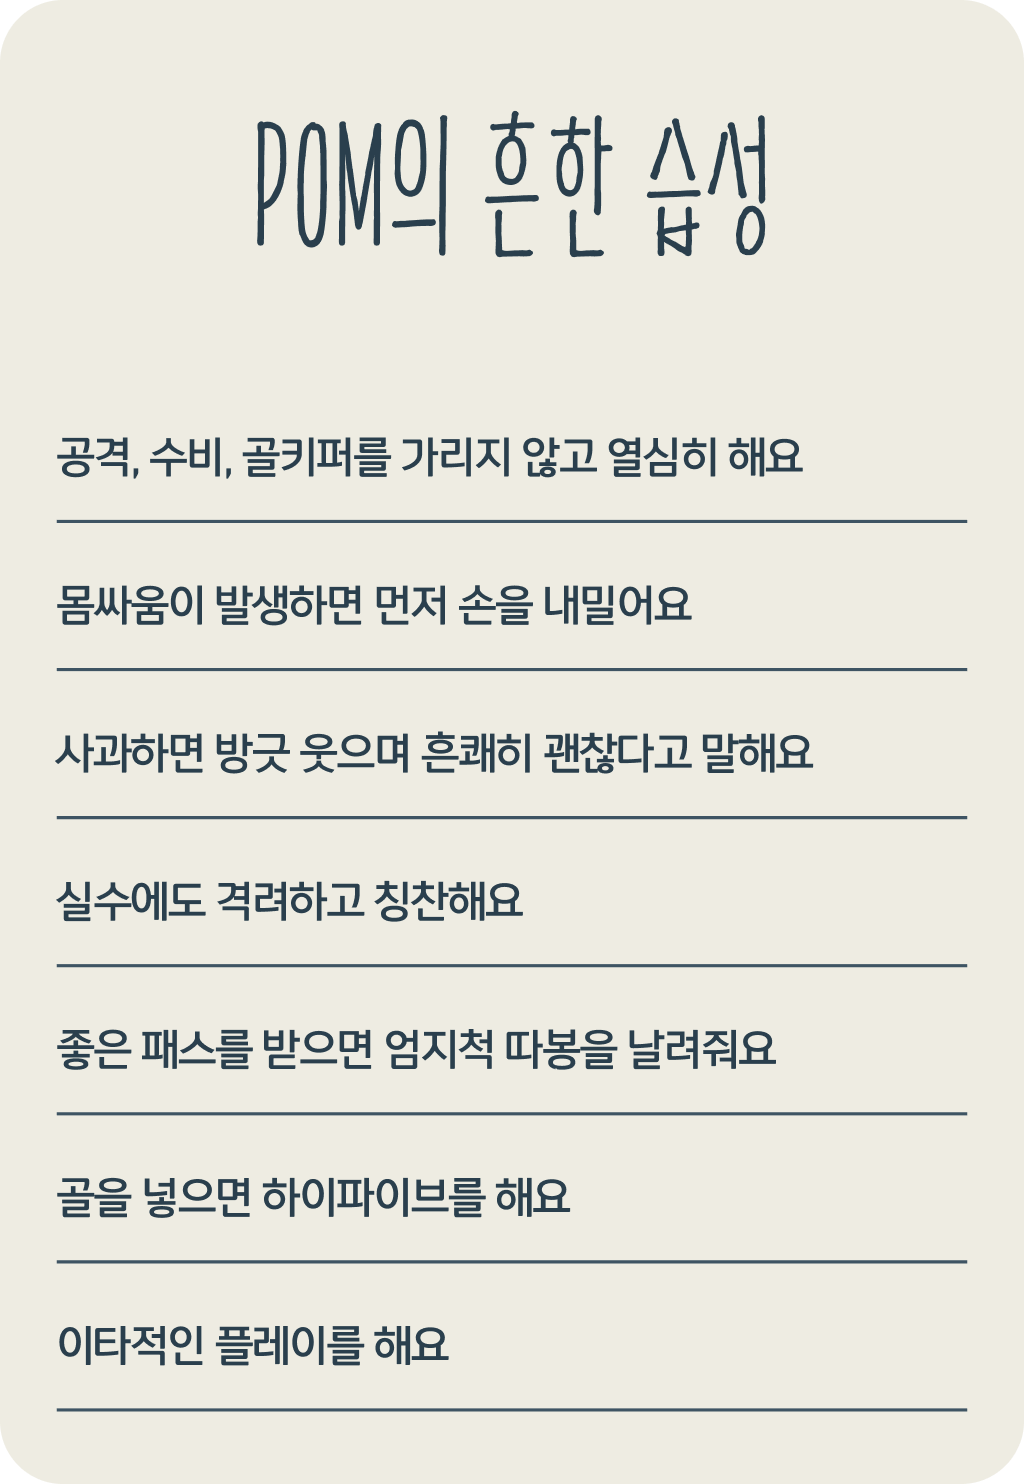 POM의 흔한 습성
공격, 수비, 골키퍼를 가리지 않고 열심히 해요
몸싸움이 발생하면 먼저 손을 내밀어요
사과하면 방긋 웃으며 흔쾌히 괜찮다고 말해요
실수에도 격려하고 칭찬해요
좋은 패스를 받으면 엄지척 따봉을 날려줘요
골을 넣으면 하이파이브를 해요
이타적인 플레이를 해요